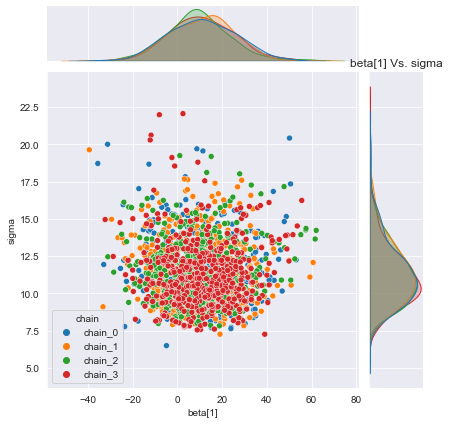 beta[1] Vs. sigma
22.5
20.0
17.5
15.0
12.5
10.0
7.5
5.0
sigma
chain
chain_0
chain_1
chain_2
chain_3
−40 −20 0 20 40 60 80
beta[1]